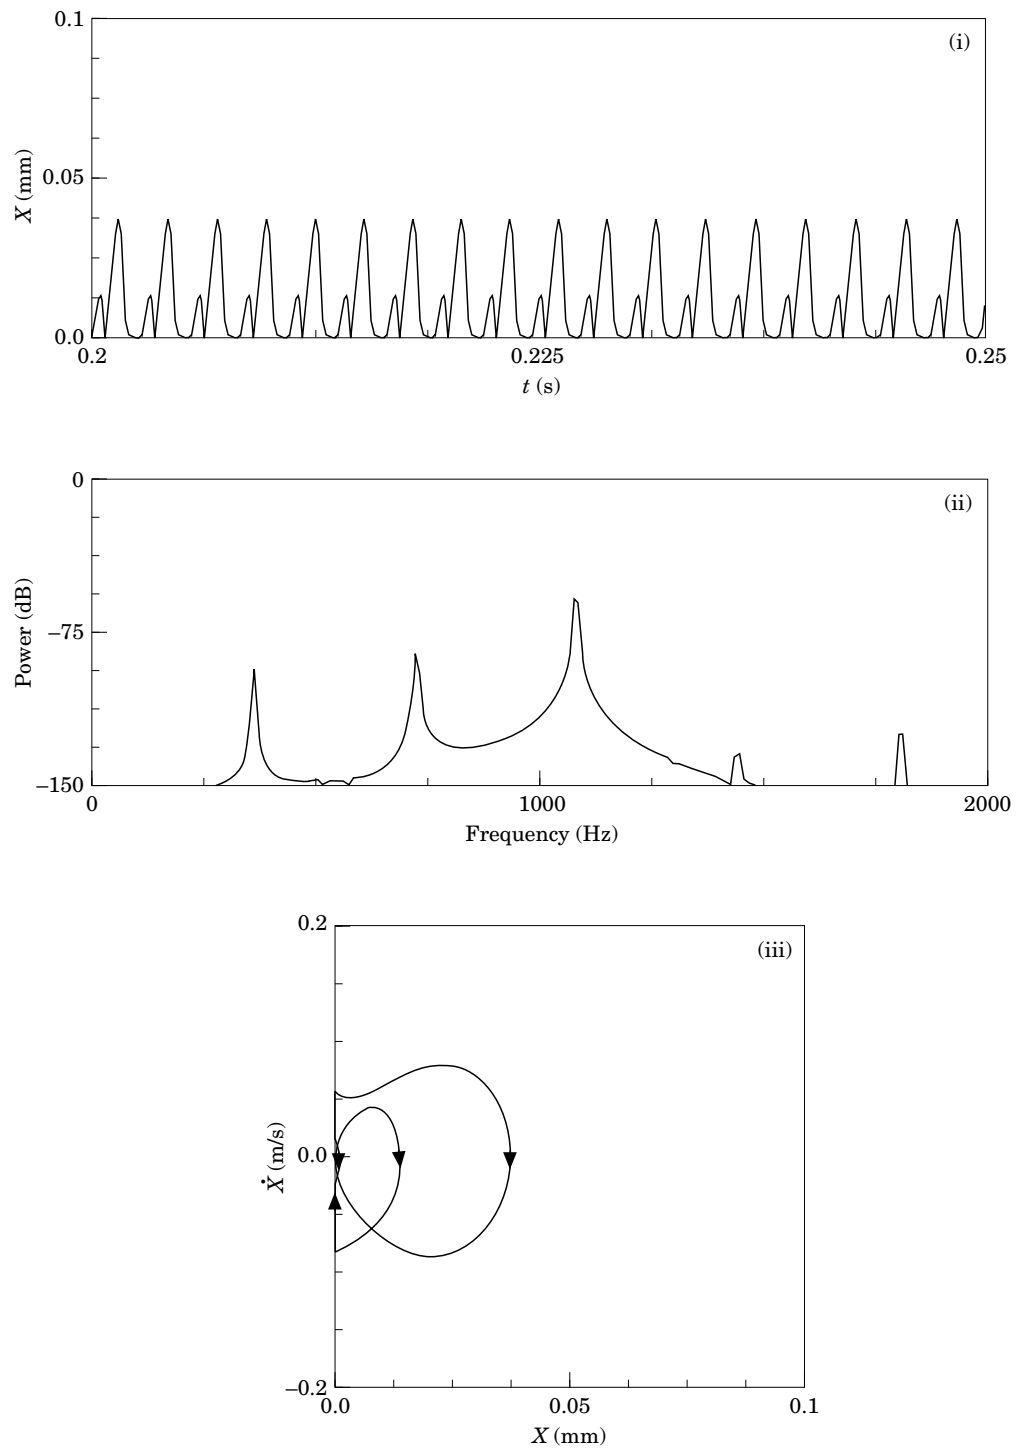 0.1
(i)
X (mm)
0.05
0.0
0.2
0.225
0.25
t (s)
0
(ii)
Power (dB)
–75
–150
0
1000
2000
Frequency (Hz)
0.2
(iii)
Ẋ (m/s)
0.0
–0.2
0.0
0.05
0.1
X (mm)